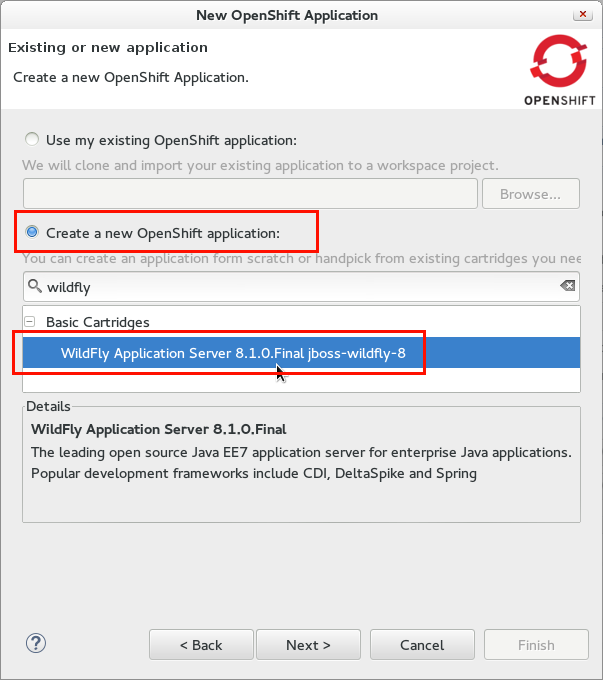 New OpenShift Application
Existing or new application
Create a new OpenShift Application.
OPENSHIFT
Use my existing OpenShift application:
We will clone and import your existing application to a workspace project.
Browse...
Create a new OpenShift application:
You can create an application form scratch or handpick from existing cartridges you nee
wildfly
Basic Cartridges
WildFly Application Server 8.1.0.Final jboss-wildfly-8
Details
WildFly Application Server 8.1.0.Final
The leading open source Java EE7 application server for enterprise Java applications.
Popular development frameworks include CDI, DeltaSpike and Spring
? < Back Next > Cancel Finish